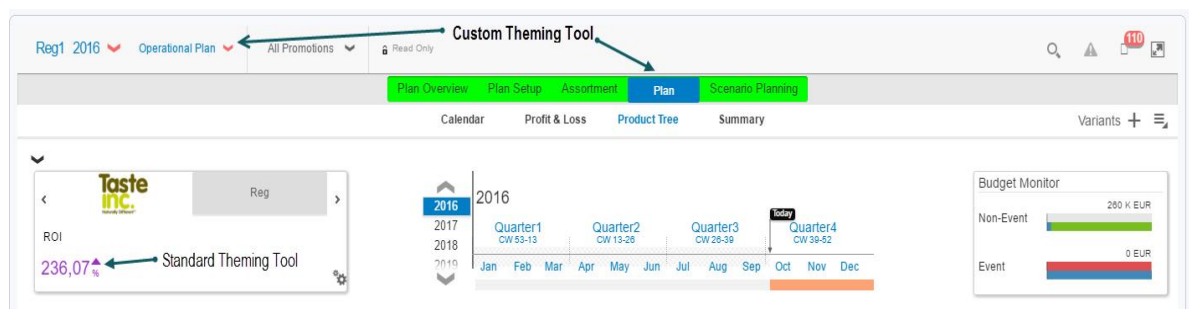 Custom Theming Tool
Reg1 2016 Operational Plan All Promotions Read Only 110
Plan Overview Plan Setup Assortment Plan Scenario Planning
Calendar Profit & Loss Product Tree Summary Variants
Taste
inc.
Naturally Different
Reg
ROI
236,07 %
Standard Theming Tool
2016
2017
2018
2019
2016
Today
Quarter1 Quarter2 Quarter3 Quarter4
CW 53-13 CW 13-26 CW 26-39 CW 39-52
Jan Feb Mar Apr May Jun Jul Aug Sep Oct Nov Dec
Budget Monitor
260 K EUR
Non-Event
0 EUR
Event